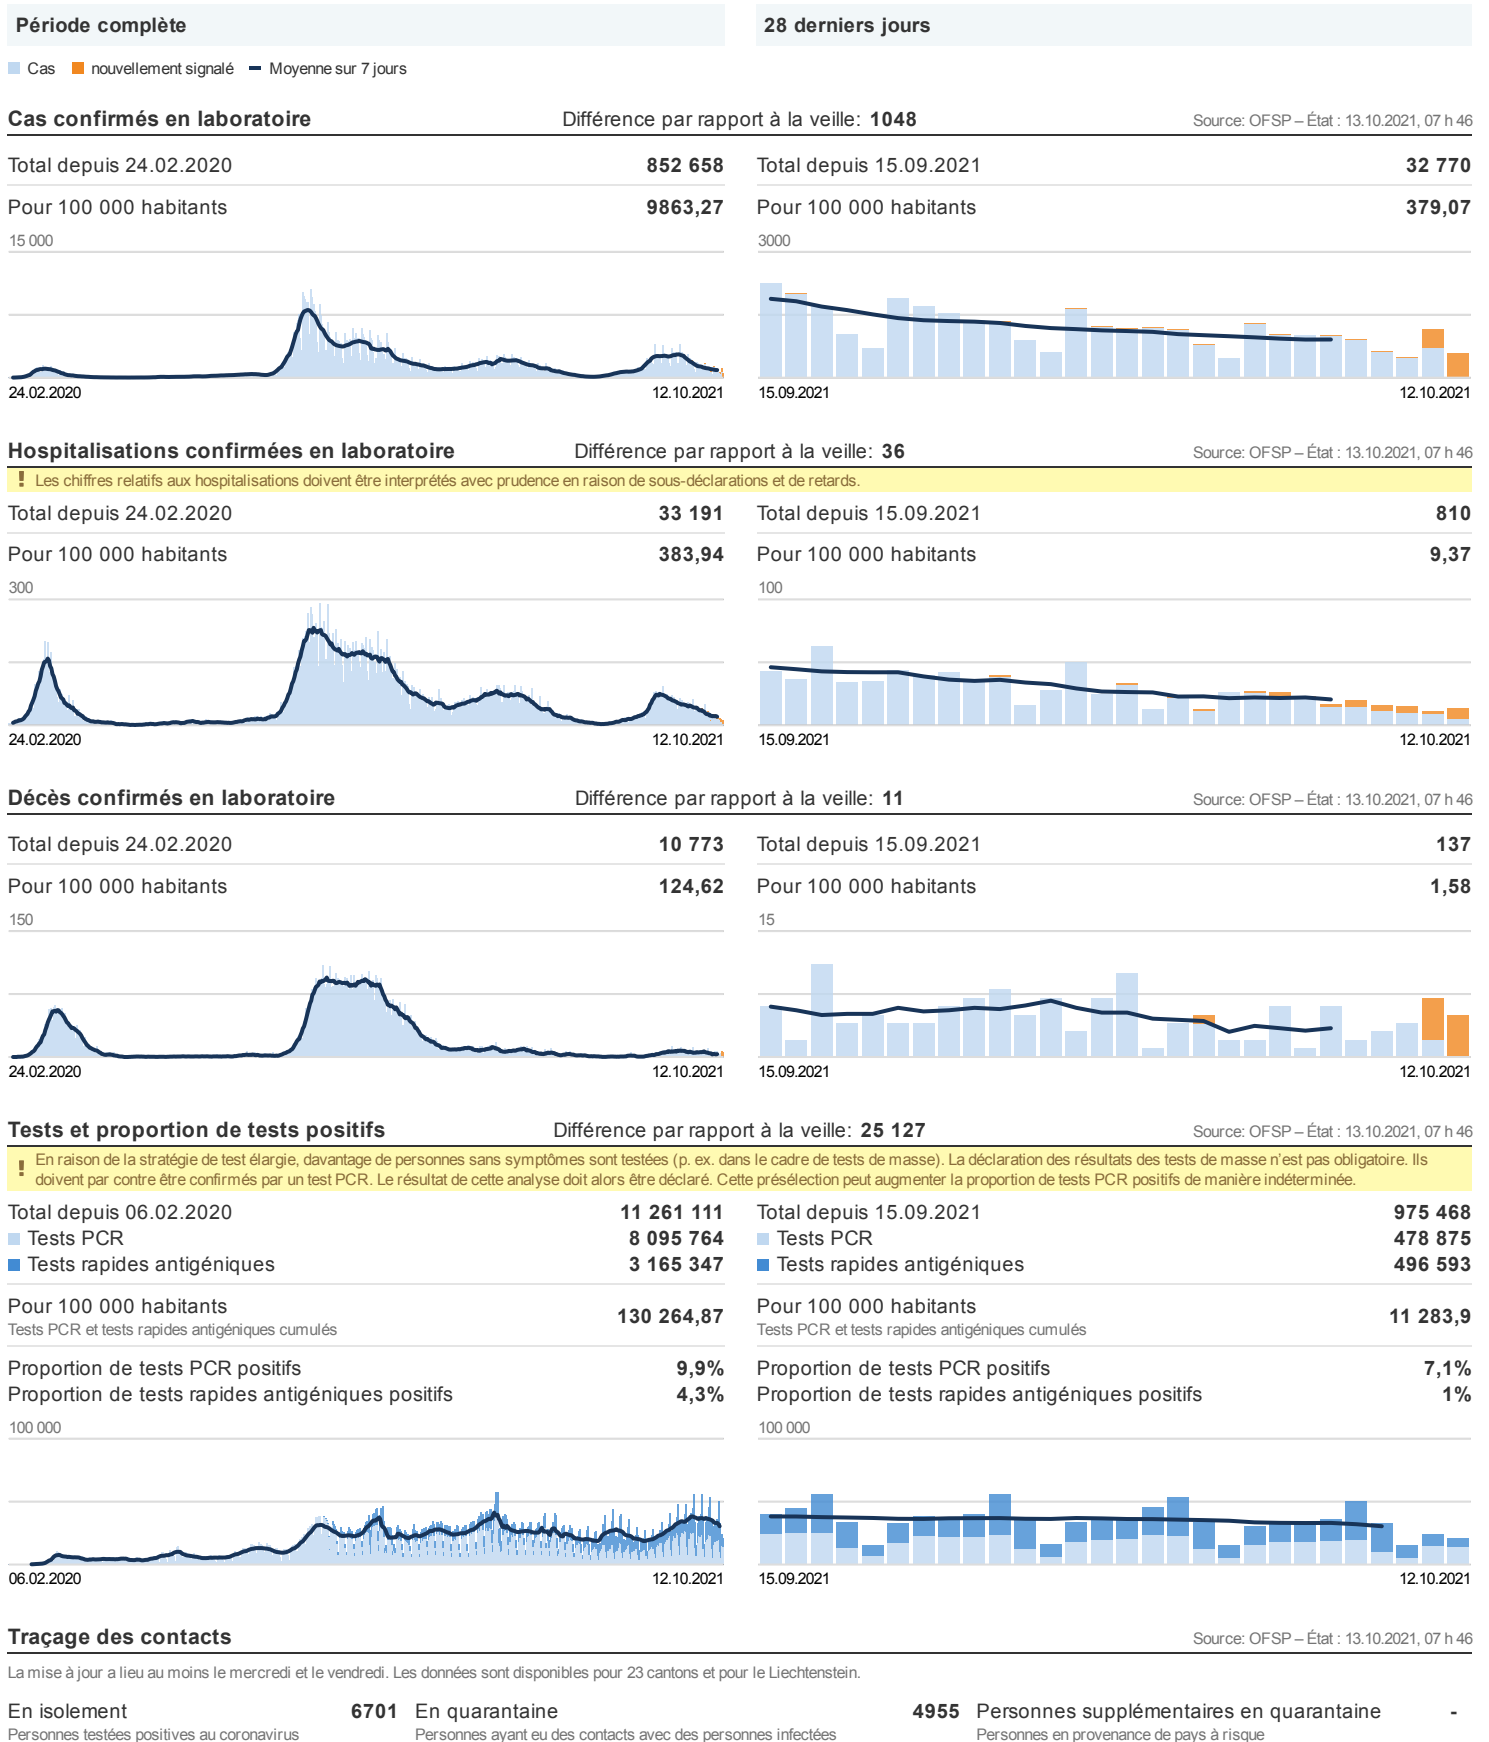 Période complète
28 derniers jours
Cas nouvellement signalé Moyenne sur 7 jours
Cas confirmés en laboratoire Différence par rapport à la veille: 1048 Source: OFSP – État : 13.10.2021, 07 h 46
Total depuis 24.02.2020 852 658
Pour 100 000 habitants 9863,27
15 000
24.02.2020 12.10.2021
Total depuis 15.09.2021 32 770
Pour 100 000 habitants 379,07
3000
15.09.2021 12.10.2021
Hospitalisations confirmées en laboratoire Différence par rapport à la veille: 36 Source: OFSP – État : 13.10.2021, 07 h 46
! Les chiffres relatifs aux hospitalisations doivent être interprétés avec prudence en raison de sous-déclarations et de retards.
Total depuis 24.02.2020 33 191
Pour 100 000 habitants 383,94
300
24.02.2020 12.10.2021
Total depuis 15.09.2021 810
Pour 100 000 habitants 9,37
100
15.09.2021 12.10.2021
Décès confirmés en laboratoire Différence par rapport à la veille: 11 Source: OFSP – État : 13.10.2021, 07 h 46
Total depuis 24.02.2020 10 773
Pour 100 000 habitants 124,62
150
24.02.2020 12.10.2021
Total depuis 15.09.2021 137
Pour 100 000 habitants 1,58
15
15.09.2021 12.10.2021
Tests et proportion de tests positifs Différence par rapport à la veille: 25 127 Source: OFSP – État : 13.10.2021, 07 h 46
! En raison de la stratégie de test élargie, davantage de personnes sans symptômes sont testées (p. ex. dans le cadre de tests de masse). La déclaration des résultats des tests de masse n’est pas obligatoire. Ils
doivent par contre être confirmés par un test PCR. Le résultat de cette analyse doit alors être déclaré. Cette présélection peut augmenter la proportion de tests PCR positifs de manière indéterminée.
Total depuis 06.02.2020 11 261 111
Tests PCR 8 095 764
Tests rapides antigéniques 3 165 347
Pour 100 000 habitants 130 264,87
Tests PCR et tests rapides antigéniques cumulés
Proportion de tests PCR positifs 9,9%
Proportion de tests rapides antigéniques positifs 4,3%
100 000
06.02.2020 12.10.2021
Total depuis 15.09.2021 975 468
Tests PCR 478 875
Tests rapides antigéniques 496 593
Pour 100 000 habitants 11 283,9
Tests PCR et tests rapides antigéniques cumulés
Proportion de tests PCR positifs 7,1%
Proportion de tests rapides antigéniques positifs 1%
100 000
15.09.2021 12.10.2021
Traçage des contacts Source: OFSP – État : 13.10.2021, 07 h 46
La mise à jour a lieu au moins le mercredi et le vendredi. Les données sont disponibles pour 23 cantons et pour le Liechtenstein.
En isolement 6701
Personnes testées positives au coronavirus
En quarantaine 4955
Personnes ayant eu des contacts avec des personnes infectées
Personnes supplémentaires en quarantaine -
Personnes en provenance de pays à risque